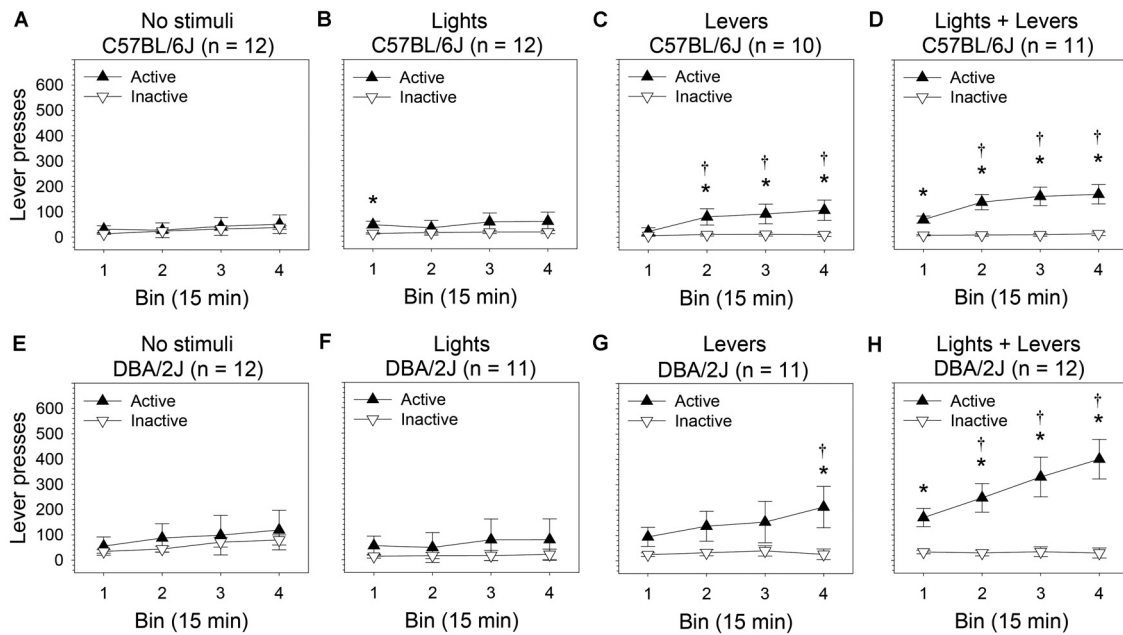 A
No stimuli
C57BL/6J (n = 12)
Active
Inactive
600
500
400
300
200
100
0
Lever presses
1 2 3 4
Bin (15 min)
B
Lights
C57BL/6J (n = 12)
Active
Inactive
*
1 2 3 4
Bin (15 min)
C
Levers
C57BL/6J (n = 10)
Active
Inactive
† † †
* * *
1 2 3 4
Bin (15 min)
D
Lights + Levers
C57BL/6J (n = 11)
Active
Inactive
† † †
* * * *
1 2 3 4
Bin (15 min)
E
No stimuli
DBA/2J (n = 12)
Active
Inactive
600
500
400
300
200
100
0
Lever presses
1 2 3 4
Bin (15 min)
F
Lights
DBA/2J (n = 11)
Active
Inactive
1 2 3 4
Bin (15 min)
G
Levers
DBA/2J (n = 11)
Active
Inactive
†
*
1 2 3 4
Bin (15 min)
H
Lights + Levers
DBA/2J (n = 12)
Active
Inactive
† † †
* * * *
1 2 3 4
Bin (15 min)